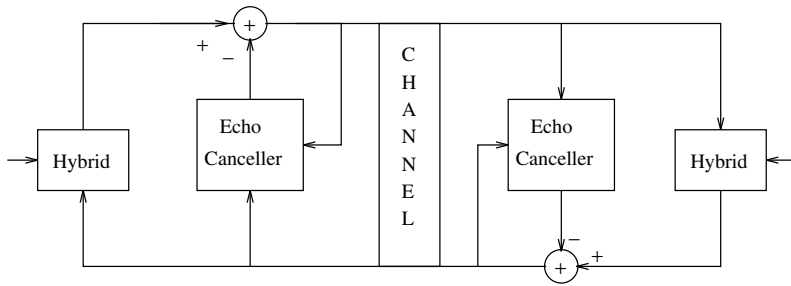 +
+
−
C
H
A
N
N
E
L
Echo
Canceller
Echo
Canceller
Hybrid
Hybrid
−
+
+